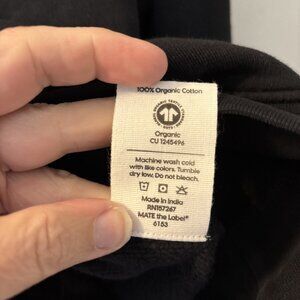 100% Organic Cotton
Organic
CU 1245496
Machine wash cold
with like colors. Tumble
dry low. Do not bleach.
Made in India
RN157267
MATE the Label®
6153